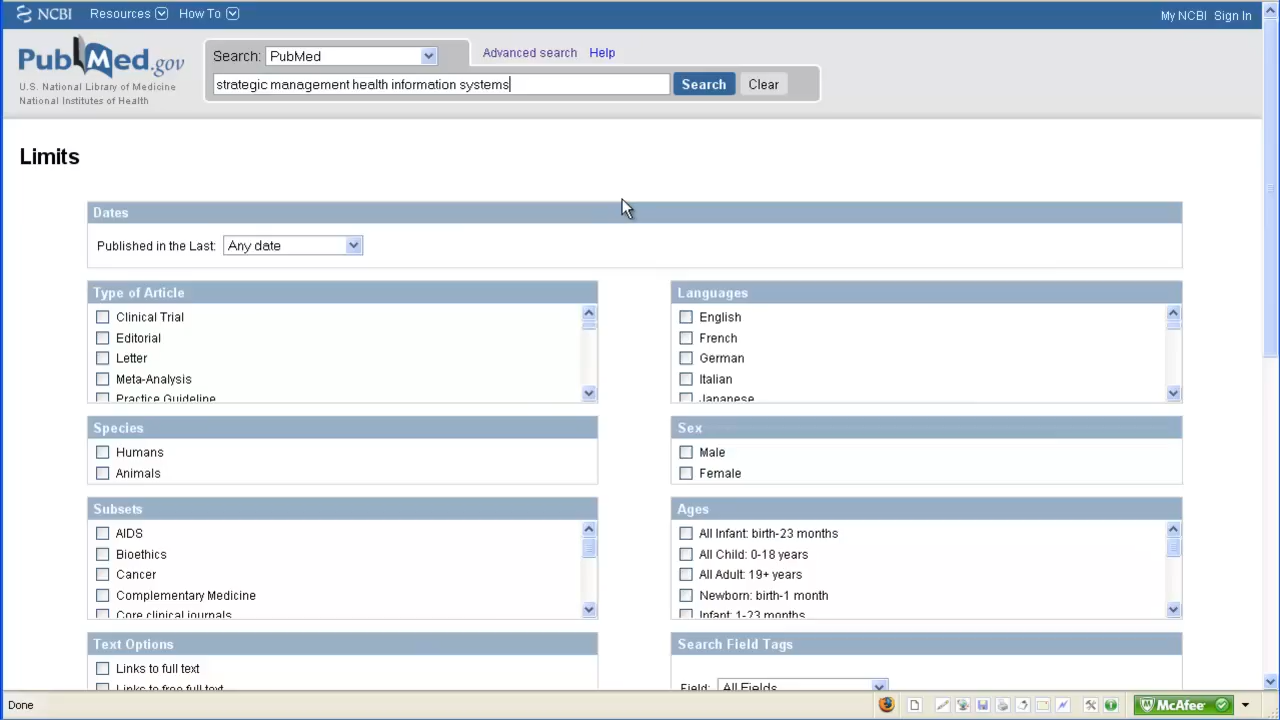 NCBI Resources How To My NCBI Sign In
PubMed.gov
U.S. National Library of Medicine
National Institutes of Health
Search: PubMed Advanced search Help
strategic management health information systems Search Clear
Limits
Dates
Published in the Last: Any date
Type of Article
Clinical Trial
Editorial
Letter
Meta-Analysis
Practice Guideline
Languages
English
French
German
Italian
Japanese
Species
Humans
Animals
Sex
Male
Female
Subsets
AIDS
Bioethics
Cancer
Complementary Medicine
Core clinical journals
Ages
All Infant: birth-23 months
All Child: 0-18 years
All Adult: 19+ years
Newborn: birth-1 month
Infant: 1-23 months
Text Options
Links to full text
Links to free full text
Search Field Tags
Field: All Fields
Done McAfee